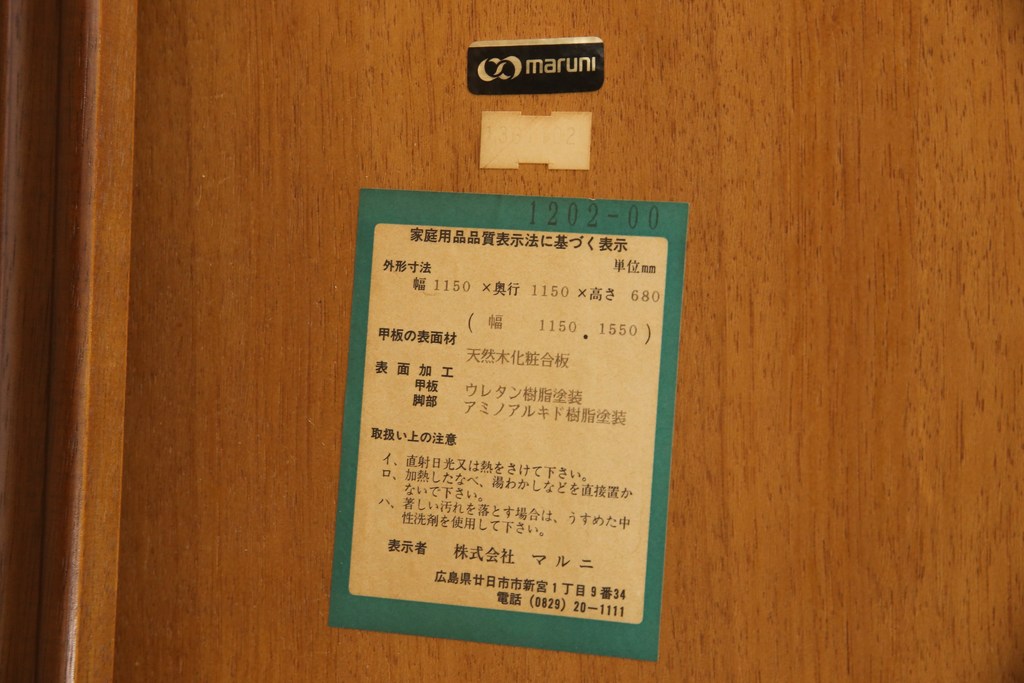 maruni
1202-00
家庭用品品質表示法に基づく表示
外形寸法 単位mm
幅 1150 ×奥行 1150 ×高さ 680
( 幅 1150 . 1550 )
甲板の表面材
天然木化粧合板
表面加工
甲板 ウレタン樹脂塗装
脚部 アミノアルキド樹脂塗装
取扱い上の注意
イ、直射日光又は熱をさけて下さい。
ロ、加熱したなべ、湯わかしなどを直接置か
ないで下さい。
ハ、著しい汚れを落とす場合は、うすめた中
性洗剤を使用して下さい。
表示者 株式会社 マルニ
広島県廿日市市新宮1丁目9番34
電話 (0829) 20-1111